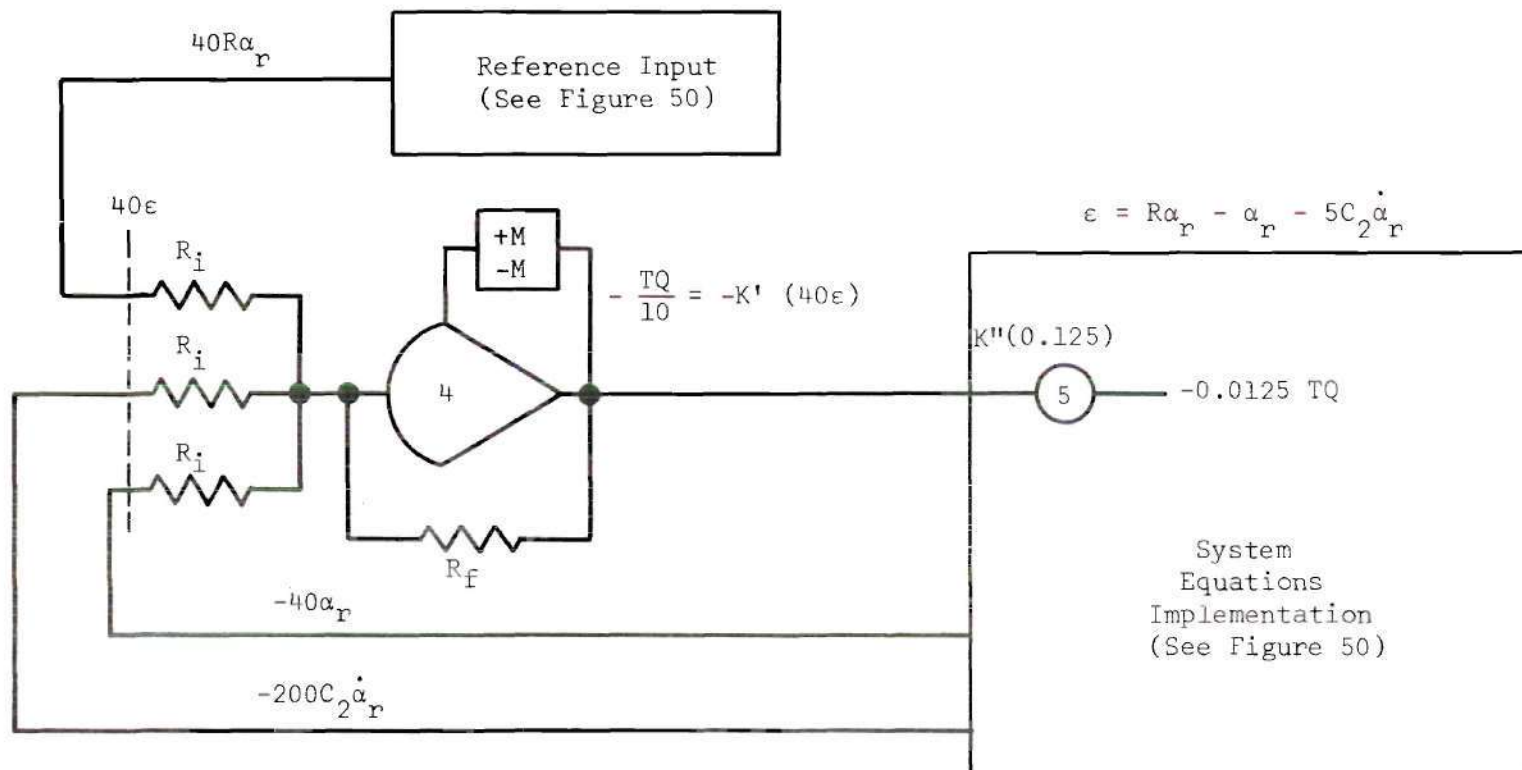 40Rα_r
Reference Input
(See Figure 50)
40ε
ε = Rα_r - α_r - 5C_2α̇_r
R_i
+M
-M
- TQ/10 = -K' (40ε)
R_i
4
K"(0.125)
5
-0.0125 TQ
R_i
R_f
System
Equations
Implementation
(See Figure 50)
-40α_r
-200C_2α̇_r